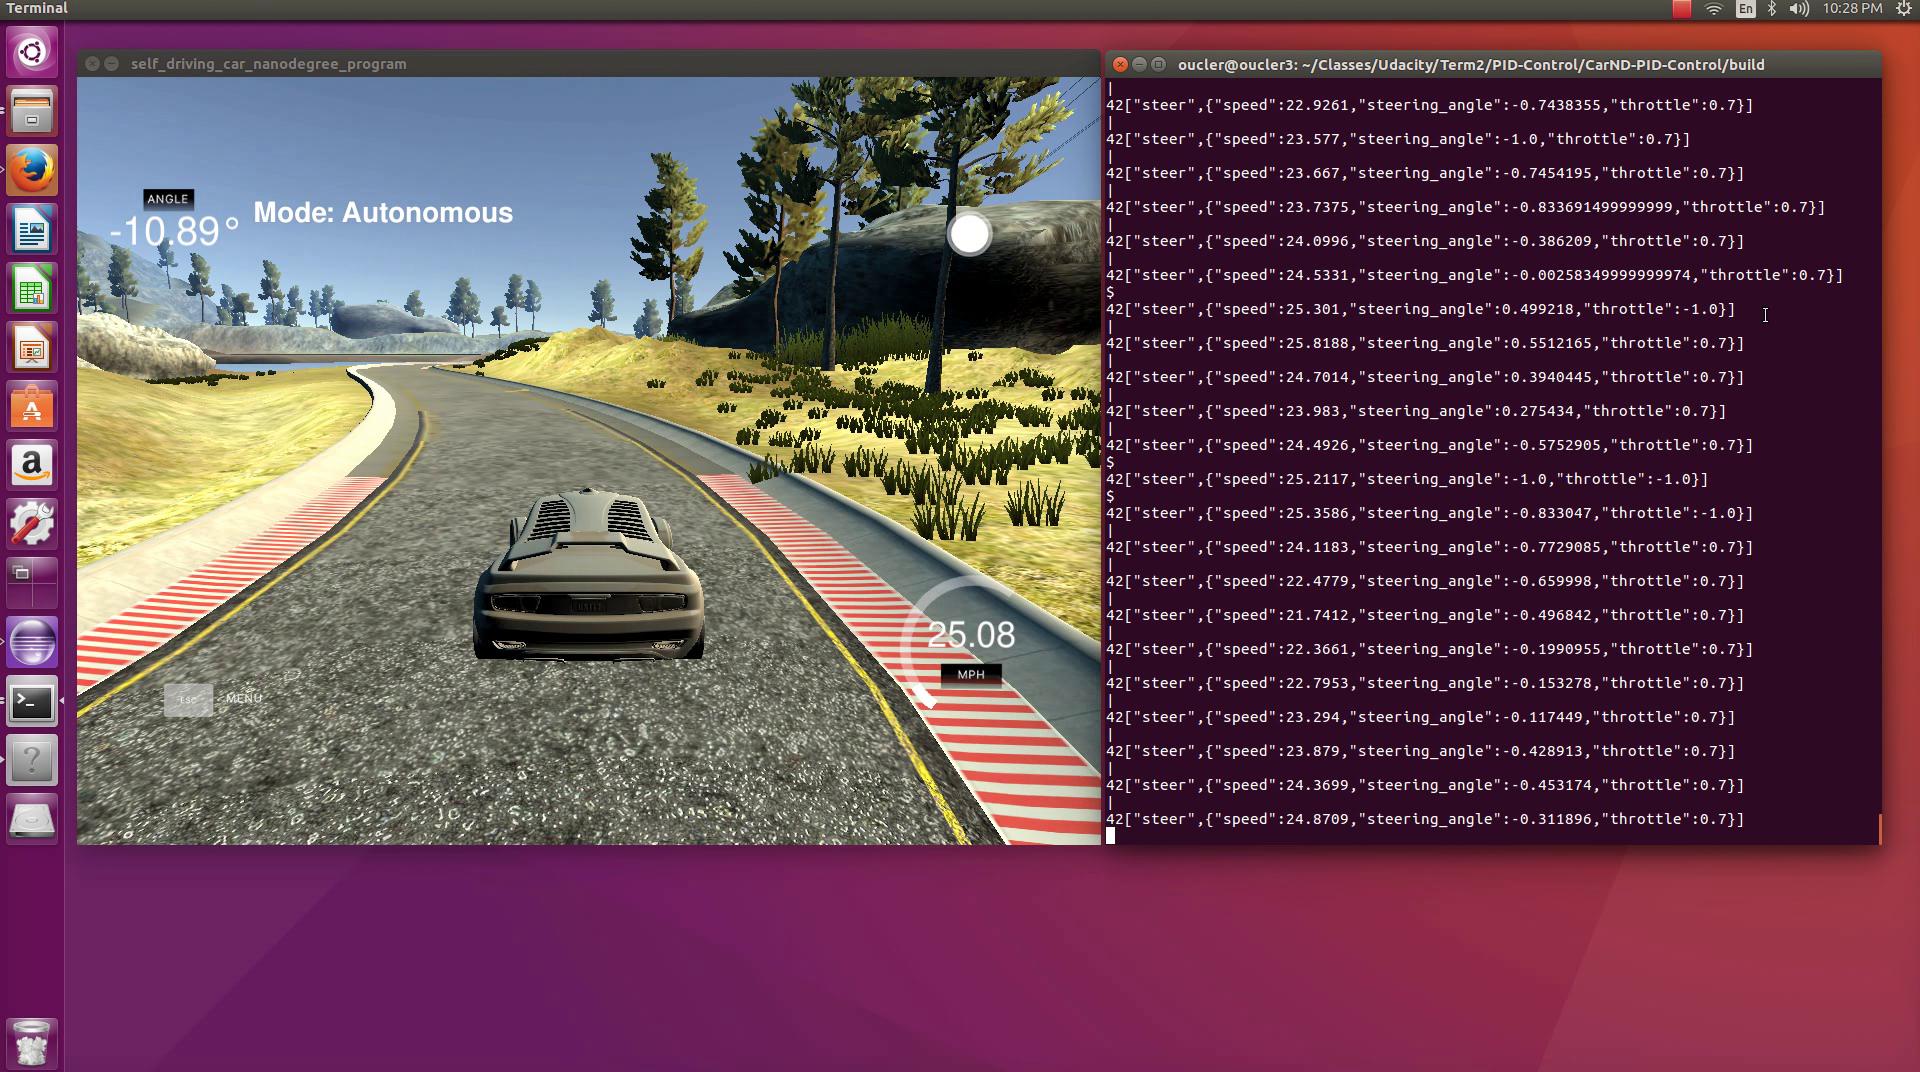 Terminal
En
10:28 PM
self_driving_car_nanodegree_program
ANGLE
-10.89°
Mode: Autonomous
25.08
MPH
ESC
MENU
a
>_
?
oucler@oucler3: ~/Classes/Udacity/Term2/PID-Control/CarND-PID-Control/build
|
42["steer",{"speed":22.9261,"steering_angle":-0.7438355,"throttle":0.7}]
|
42["steer",{"speed":23.577,"steering_angle":-1.0,"throttle":0.7}]
|
42["steer",{"speed":23.667,"steering_angle":-0.7454195,"throttle":0.7}]
|
42["steer",{"speed":23.7375,"steering_angle":-0.833691499999999,"throttle":0.7}]
|
42["steer",{"speed":24.0996,"steering_angle":-0.386209,"throttle":0.7}]
|
42["steer",{"speed":24.5331,"steering_angle":-0.00258349999999974,"throttle":0.7}]
$
42["steer",{"speed":25.301,"steering_angle":0.499218,"throttle":-1.0}]
|
42["steer",{"speed":25.8188,"steering_angle":0.5512165,"throttle":0.7}]
|
42["steer",{"speed":24.7014,"steering_angle":0.3940445,"throttle":0.7}]
|
42["steer",{"speed":23.983,"steering_angle":0.275434,"throttle":0.7}]
|
42["steer",{"speed":24.4926,"steering_angle":-0.5752905,"throttle":0.7}]
$
42["steer",{"speed":25.2117,"steering_angle":-1.0,"throttle":-1.0}]
$
42["steer",{"speed":25.3586,"steering_angle":-0.833047,"throttle":-1.0}]
|
42["steer",{"speed":24.1183,"steering_angle":-0.7729085,"throttle":0.7}]
|
42["steer",{"speed":22.4779,"steering_angle":-0.659998,"throttle":0.7}]
|
42["steer",{"speed":21.7412,"steering_angle":-0.496842,"throttle":0.7}]
|
42["steer",{"speed":22.3661,"steering_angle":-0.1990955,"throttle":0.7}]
|
42["steer",{"speed":22.7953,"steering_angle":-0.153278,"throttle":0.7}]
|
42["steer",{"speed":23.294,"steering_angle":-0.117449,"throttle":0.7}]
|
42["steer",{"speed":23.879,"steering_angle":-0.428913,"throttle":0.7}]
|
42["steer",{"speed":24.3699,"steering_angle":-0.453174,"throttle":0.7}]
|
42["steer",{"speed":24.8709,"steering_angle":-0.311896,"throttle":0.7}]